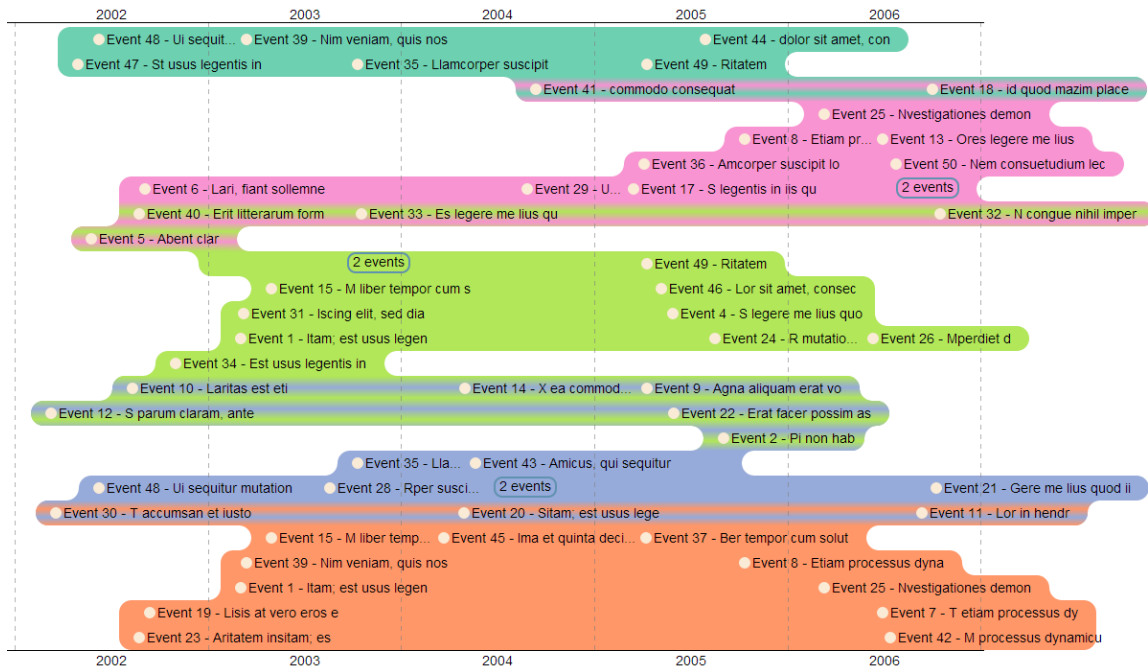 2002 2003 2004 2005 2006
Event 48 - Ui sequit... Event 39 - Nim veniam, quis nos Event 44 - dolor sit amet, con
Event 47 - St usus legentis in Event 35 - Llamcorper suscipit Event 49 - Ritatem
Event 41 - commodo consequat Event 18 - id quod mazim place
Event 25 - Nvestigationes demon
Event 8 - Etiam pr... Event 13 - Ores legere me lius
Event 36 - Amcorper suscipit lo Event 50 - Nem consuetudium lec
Event 6 - Lari, fiant sollemne Event 29 - U... Event 17 - S legentis in iis qu 2 events
Event 40 - Erit litterarum form Event 33 - Es legere me lius qu Event 32 - N congue nihil imper
Event 5 - Abent clar
2 events Event 49 - Ritatem
Event 15 - M liber tempor cum s Event 46 - Lor sit amet, consec
Event 31 - Iscing elit, sed dia Event 4 - S legere me lius quo
Event 1 - Itam; est usus legen Event 24 - R mutatio... Event 26 - Mperdiet d
Event 34 - Est usus legentis in
Event 10 - Laritas est eti Event 14 - X ea commod... Event 9 - Agna aliquam erat vo
Event 12 - S parum claram, ante Event 22 - Erat facer possim as
Event 2 - Pi non hab
Event 35 - Lla... Event 43 - Amicus, qui sequitur
Event 48 - Ui sequitur mutation Event 28 - Rper susci... 2 events Event 21 - Gere me lius quod ii
Event 30 - T accumsan et iusto Event 20 - Sitam; est usus lege Event 11 - Lor in hendr
Event 15 - M liber temp... Event 45 - Ima et quinta deci... Event 37 - Ber tempor cum solut
Event 39 - Nim veniam, quis nos Event 8 - Etiam processus dyna
Event 1 - Itam; est usus legen Event 25 - Nvestigationes demon
Event 19 - Lisis at vero eros e Event 7 - T etiam processus dy
Event 23 - Aritatem insitam; es Event 42 - M processus dynamicu
2002 2003 2004 2005 2006